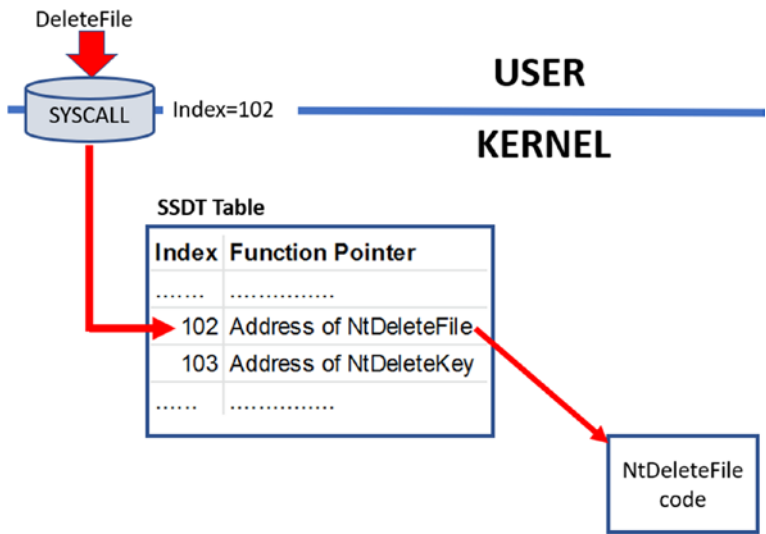 DeleteFile
USER
SYSCALL Index=102
KERNEL
SSDT Table
Index Function Pointer
....... ...............
102 Address of NtDeleteFile
103 Address of NtDeleteKey
...... ...............
NtDeleteFile
code